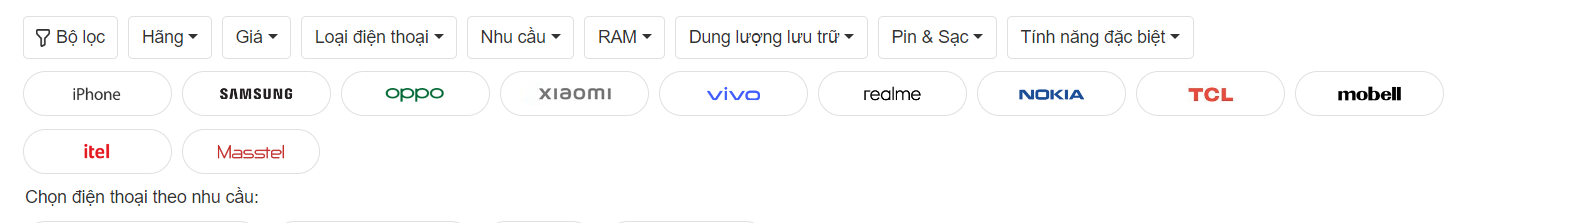 Bộ lọc Hãng Giá Loại điện thoại Nhu cầu RAM Dung lượng lưu trữ Pin & Sạc Tính năng đặc biệt
iPhone SAMSUNG oppo xiaomi vivo realme NOKIA TCL mobell
itel Masstel
Chọn điện thoại theo nhu cầu: